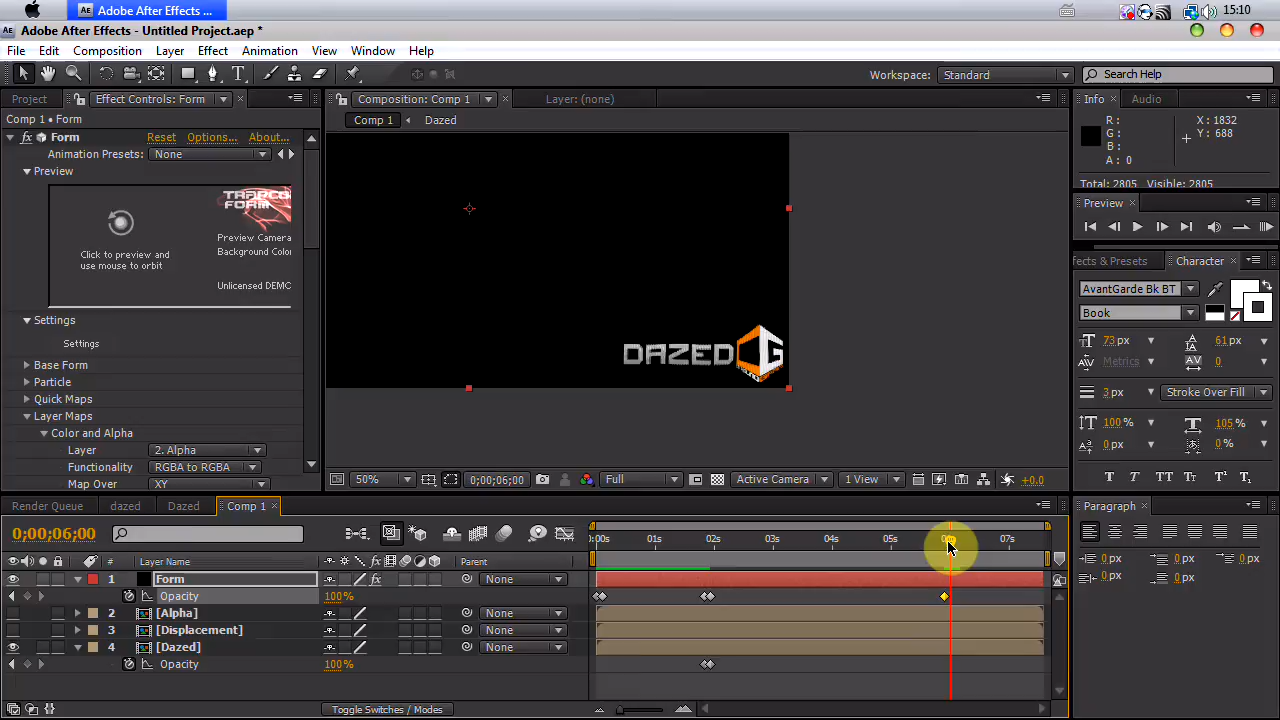 Adobe After Effects ...
15:10
Adobe After Effects - Untitled Project.aep *
File Edit Composition Layer Effect Animation View Window Help
Workspace: Standard Search Help
Project Effect Controls: Form
Composition: Comp 1 Layer: (none)
Info Audio
Comp 1 • Form
Comp 1 Dazed
Form Reset Options... About...
Animation Presets: None
Preview
TRAPCODE FORM
Click to preview and
use mouse to orbit
Preview Camera
Background Color
Unlicensed DEMO
Settings
Settings
Base Form
Particle
Quick Maps
Layer Maps
Color and Alpha
Layer 2. Alpha
Functionality RGBA to RGBA
Map Over XY
DAZED CG
R: X: 1832
G: Y: 688
B:
A: 0
Total: 2805 Visible: 2805
Preview
ffects & Presets Character
AvantGarde Bk BT
Book
73 px 61 px
Metrics 0
3 px Stroke Over Fill
100 % 105 %
0 px 0 %
T T TT Tt T¹ T₁
50% 0;00;06;00 Full Active Camera 1 View +0.0
Render Queue dazed Dazed Comp 1
Paragraph
0;00;06;00
:00s 01s 02s 03s 04s 05s 06s 07s
# Layer Name Parent
1 Form None
Opacity 100%
2 [Alpha] None
3 [Displacement] None
4 [Dazed] None
Opacity 100%
0 px 0 px 0 px
0 px 0 px
Toggle Switches / Modes